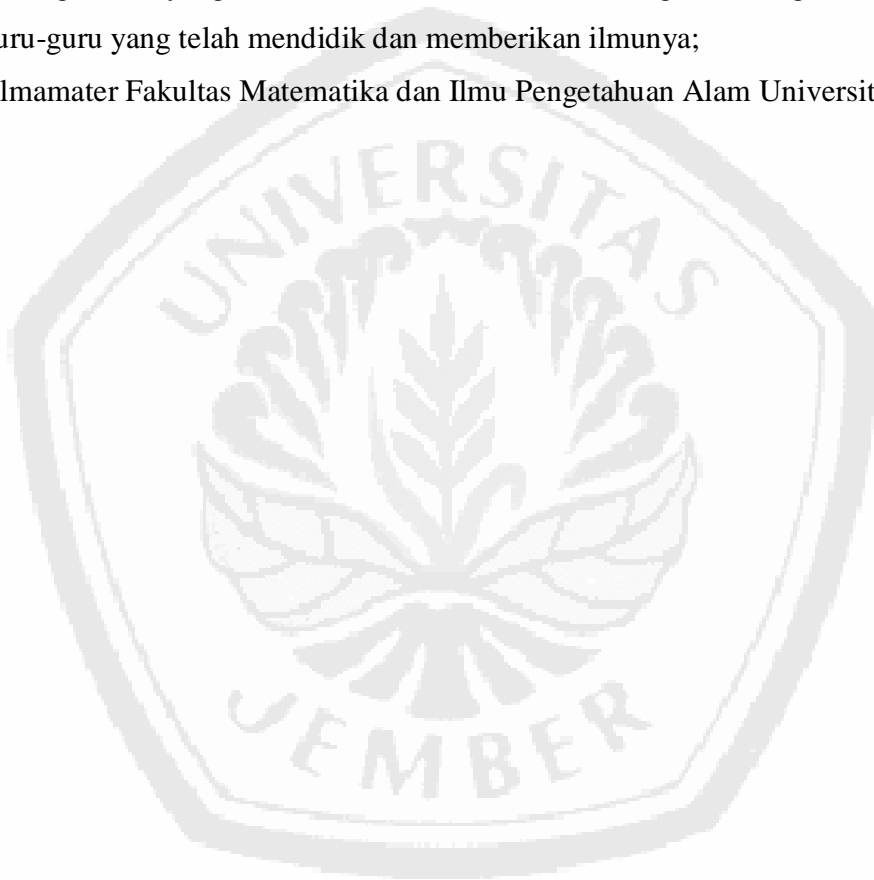 uru-guru yang telah mendidik dan memberikan ilmunya;
lmamater Fakultas Matematika dan Ilmu Pengetahuan Alam Universit
UNIVERSITAS
JEMBER